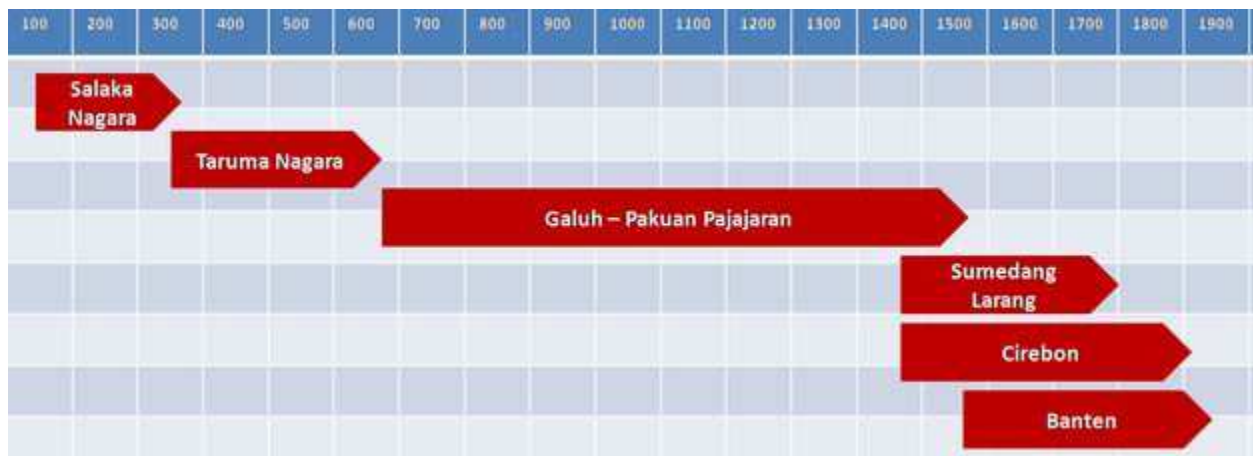 100 200 300 400 500 600 700 800 900 1000 1100 1200 1300 1400 1500 1600 1700 1800 1900
Salaka
Nagara
Taruma Nagara
Galuh – Pakuan Pajajaran
Sumedang
Larang
Cirebon
Banten